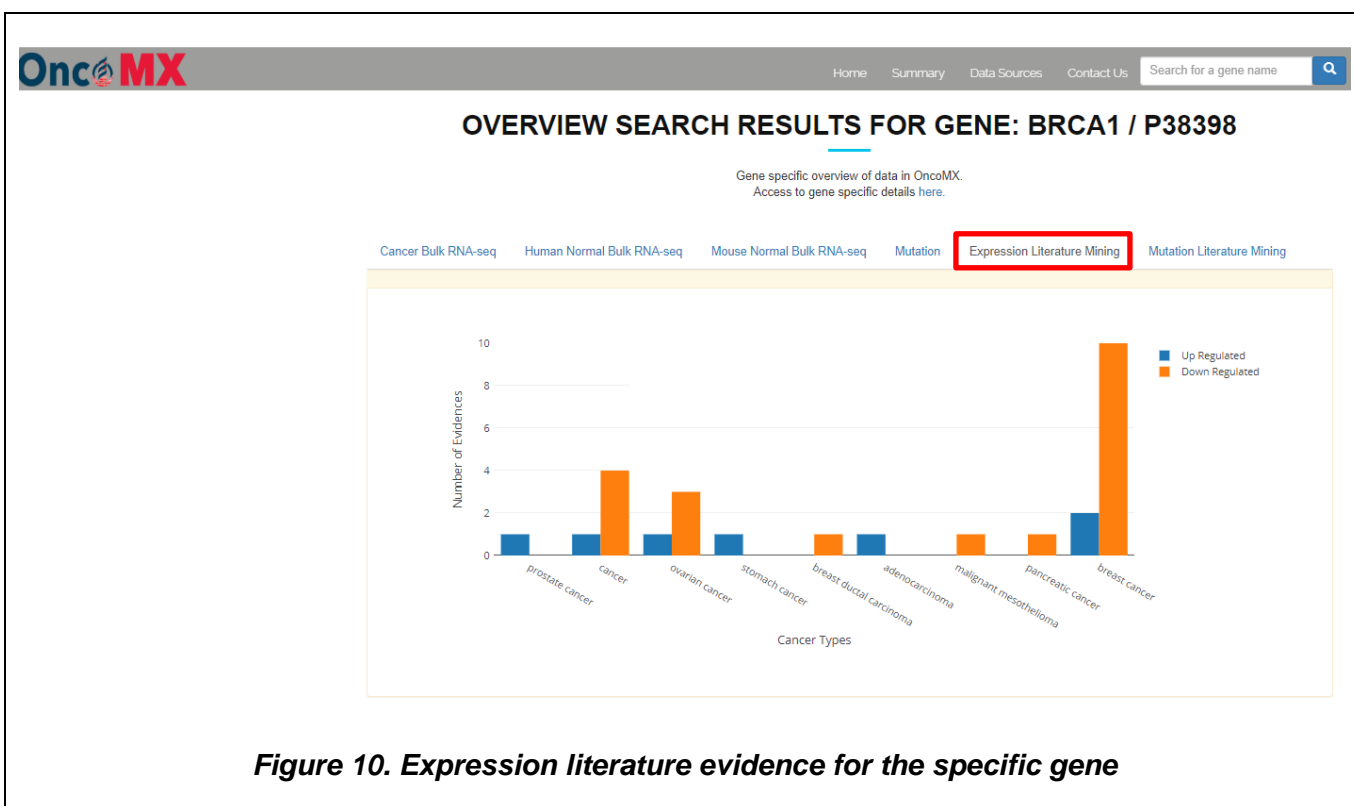 OncoMX
Home Summary Data Sources Contact Us Search for a gene name
OVERVIEW SEARCH RESULTS FOR GENE: BRCA1 / P38398
Gene specific overview of data in OncoMX.
Access to gene specific details here.
Cancer Bulk RNA-seq Human Normal Bulk RNA-seq Mouse Normal Bulk RNA-seq Mutation Expression Literature Mining Mutation Literature Mining
10
8
6
4
2
0
Number of Evidences
Up Regulated
Down Regulated
prostate cancer
cancer
ovarian cancer
stomach cancer
breast ductal carcinoma
adenocarcinoma
malignant mesothelioma
pancreatic cancer
breast cancer
Cancer Types
Figure 10. Expression literature evidence for the specific gene